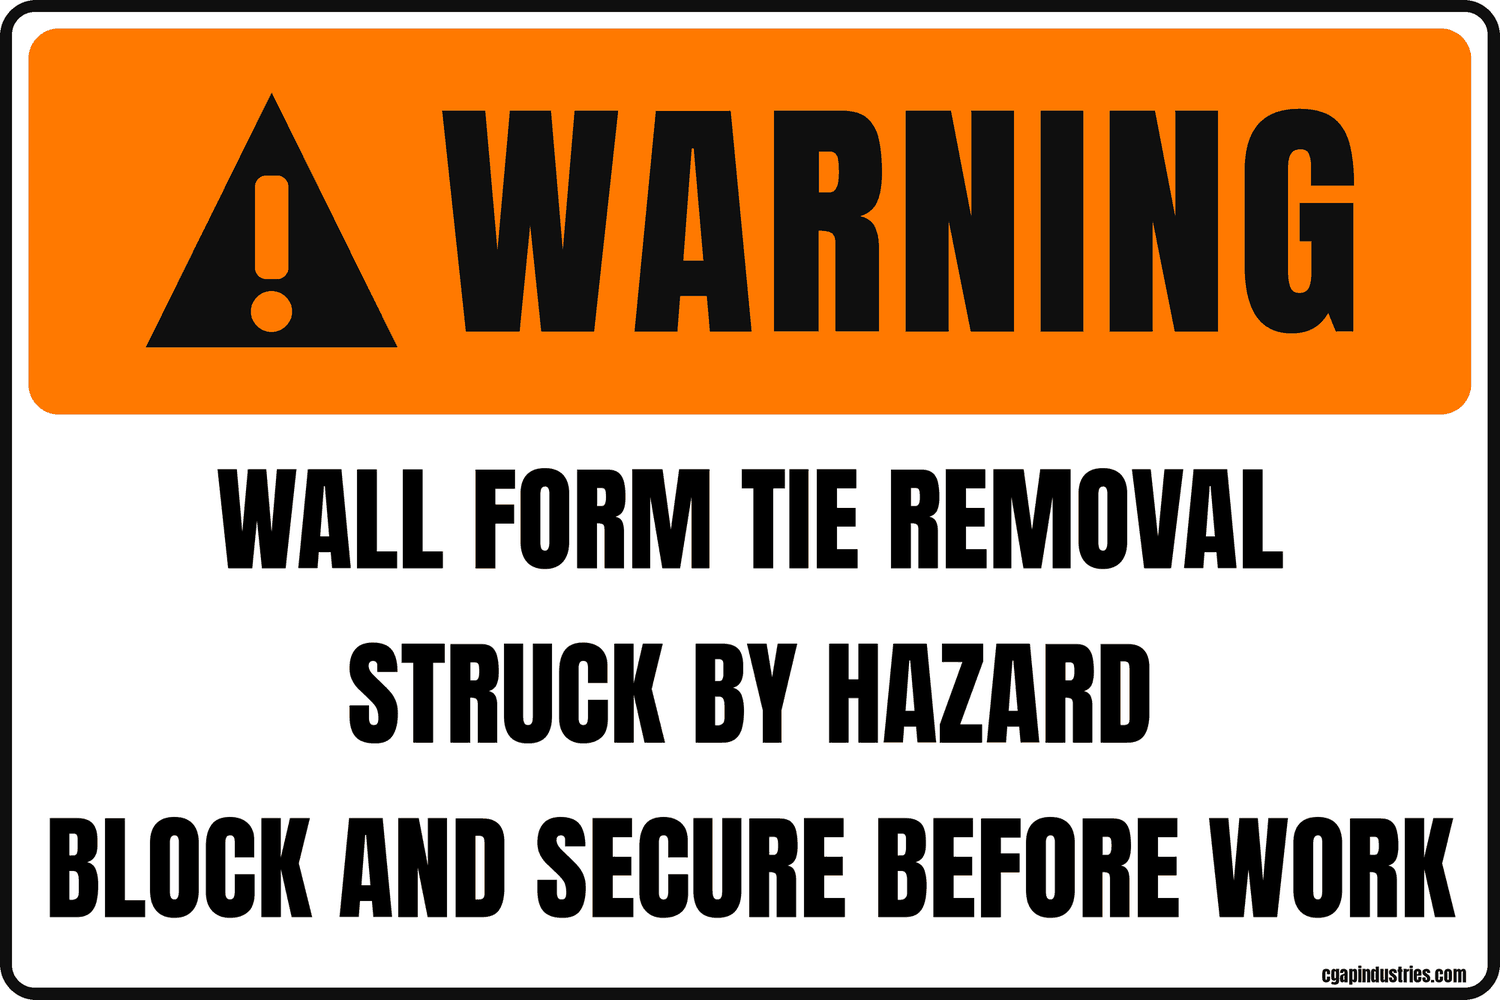 WARNING
WALL FORM TIE REMOVAL
STRUCK BY HAZARD
BLOCK AND SECURE BEFORE WORK
cgapindustries.com